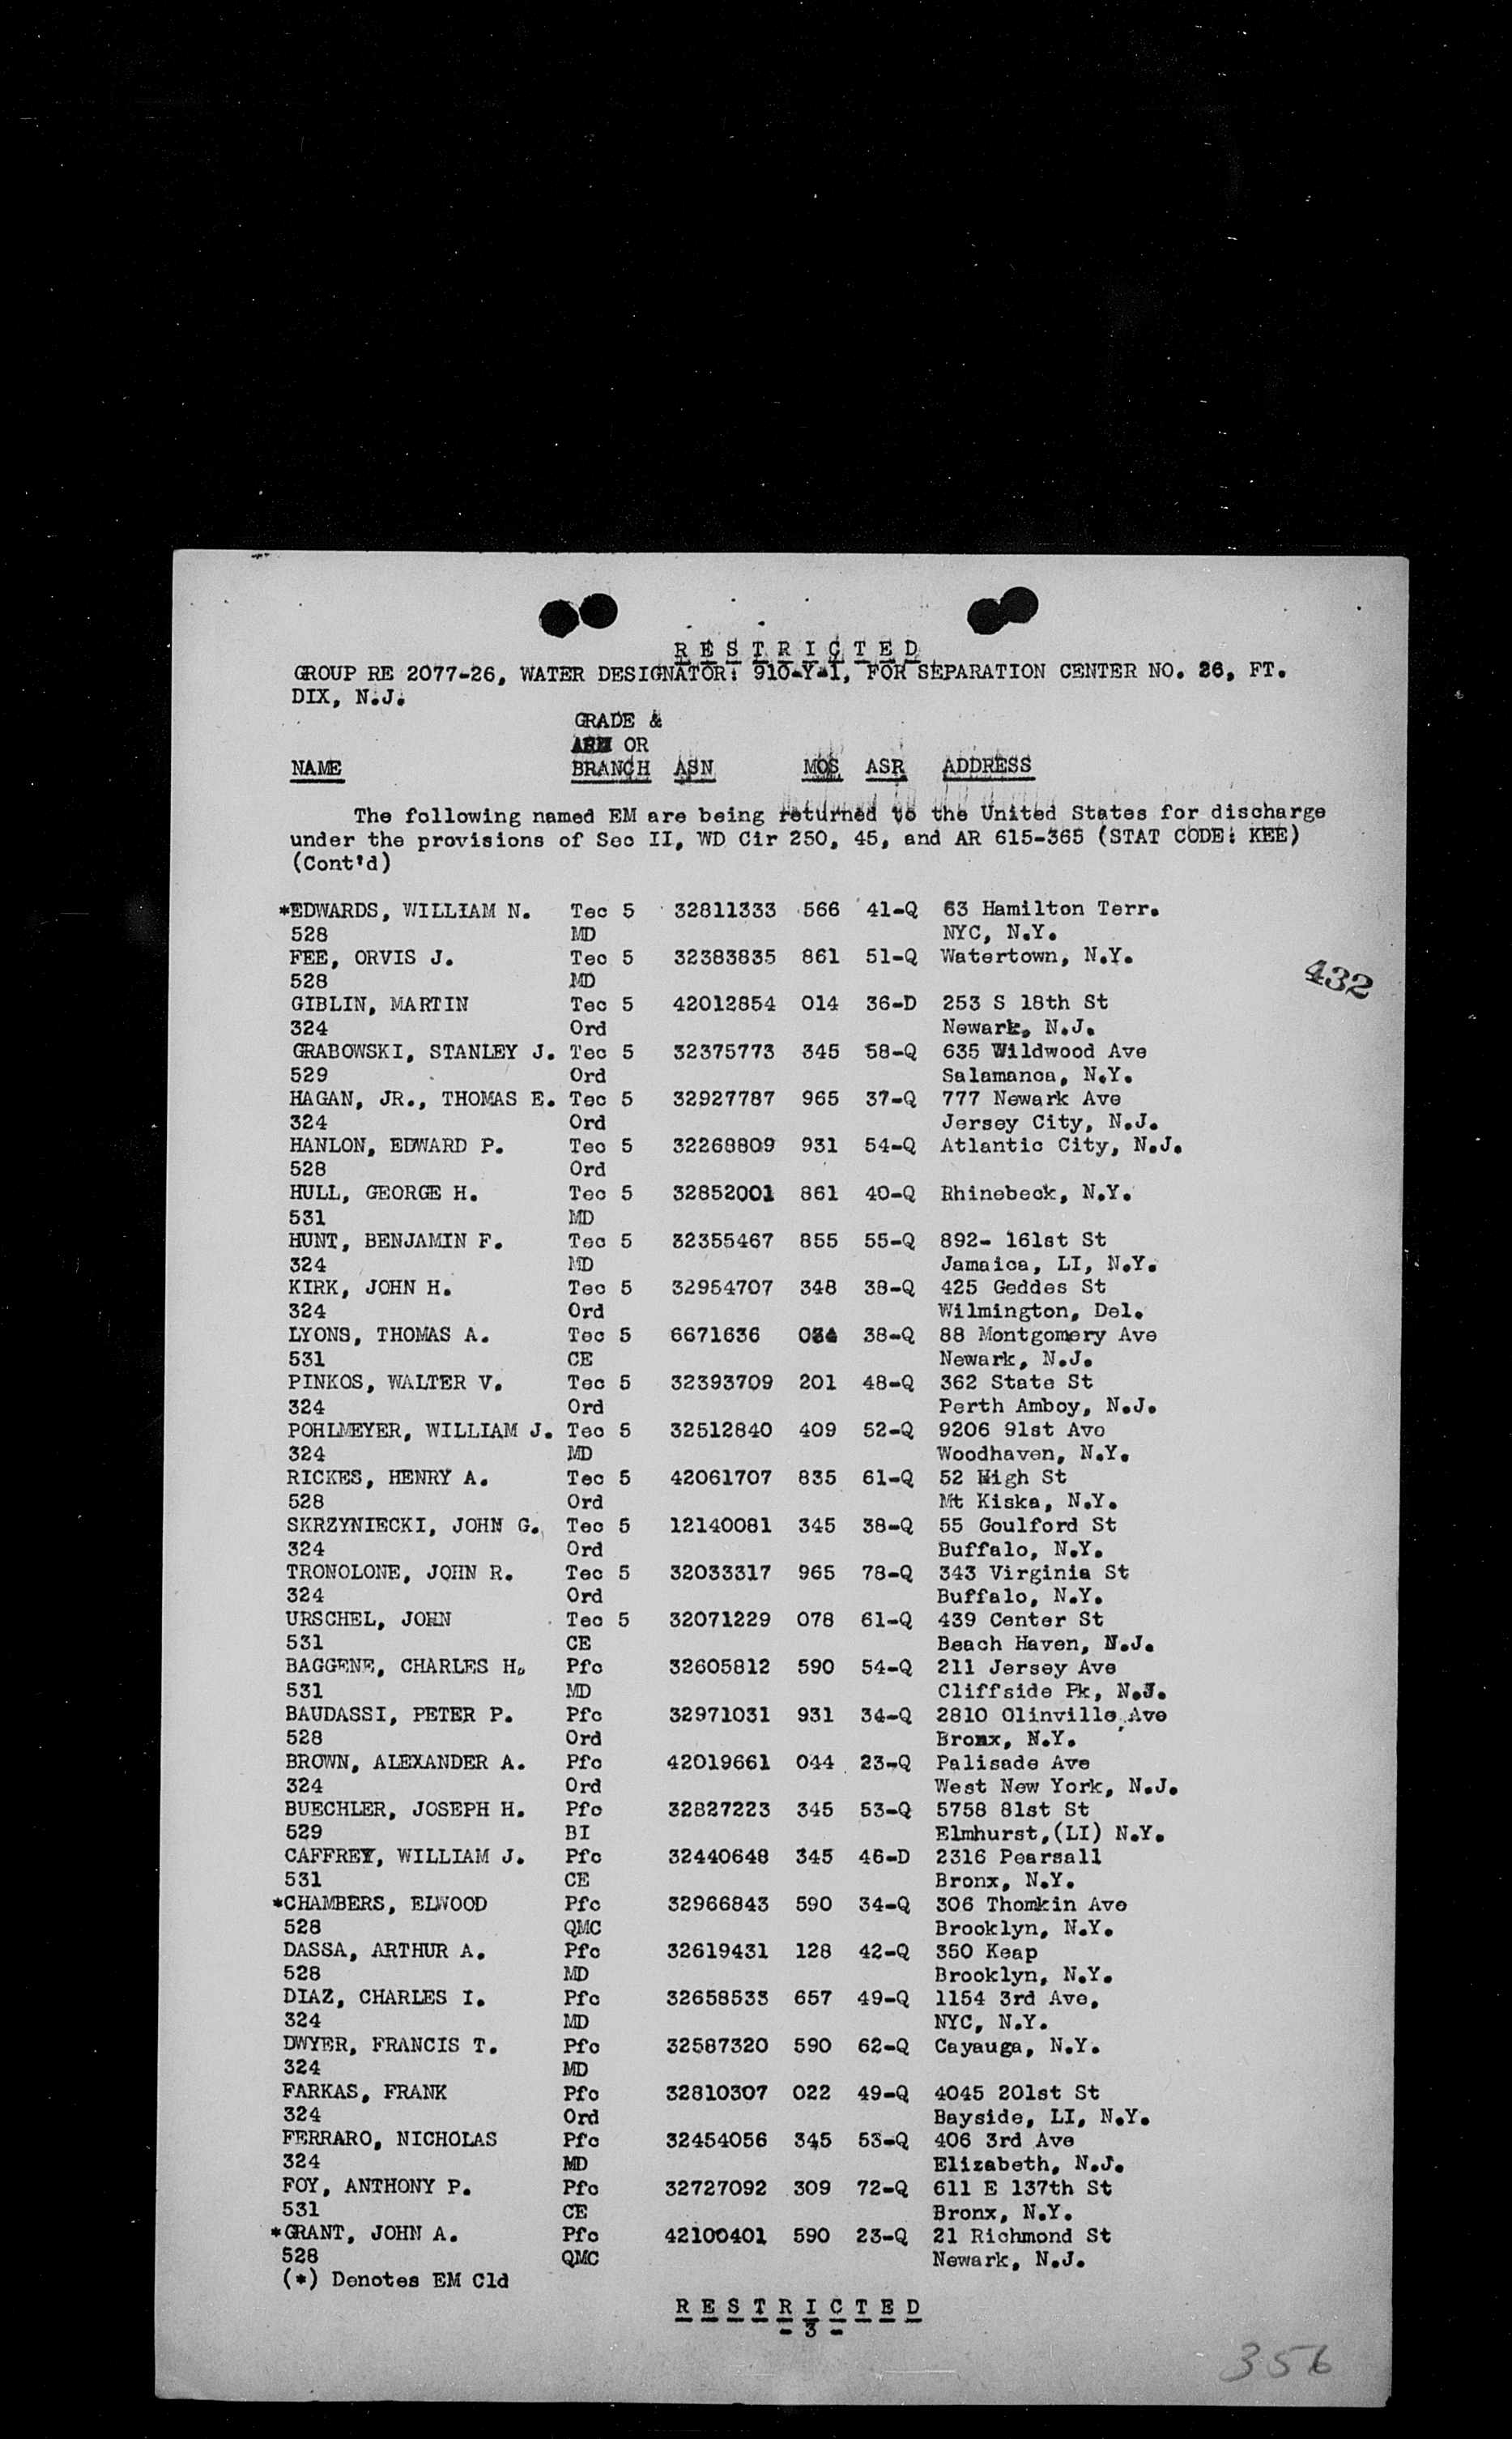 R E S T R I C T E D
GROUP RE 2077-26, WATER DESIGNATOR: 910-Y-1, FOR SEPARATION CENTER NO. 26, FT.
DIX, N.J.
GRADE &
ARM OR
NAME BRANCH ASN MOS ASR ADDRESS
The following named EM are being returned to the United States for discharge
under the provisions of Sec II, WD Cir 250, 45, and AR 615-365 (STAT CODE: KEE)
(Cont'd)
*EDWARDS, WILLIAM N. Tec 5 32811333 566 41-Q 63 Hamilton Terr.
528 MD NYC, N.Y.
FEE, ORVIS J. Tec 5 32383835 861 51-Q Watertown, N.Y.
528 MD
432
GIBLIN, MARTIN Tec 5 42012854 014 36-D 253 S 18th St
324 Ord Newark, N.J.
GRABOWSKI, STANLEY J. Tec 5 32375773 345 58-Q 635 Wildwood Ave
529 Ord Salamanca, N.Y.
HAGAN, JR., THOMAS E. Tec 5 32927787 965 37-Q 777 Newark Ave
324 Ord Jersey City, N.J.
HANLON, EDWARD P. Tec 5 32268809 931 54-Q Atlantic City, N.J.
528 Ord
HULL, GEORGE H. Tec 5 32852001 861 40-Q Rhinebeck, N.Y.
531 MD
HUNT, BENJAMIN F. Tec 5 32355467 855 55-Q 892- 161st St
324 MD Jamaica, LI, N.Y.
KIRK, JOHN H. Tec 5 32954707 348 38-Q 425 Geddes St
324 Ord Wilmington, Del.
LYONS, THOMAS A. Tec 5 6671636 38-Q 88 Montgomery Ave
531 CE Newark, N.J.
PINKOS, WALTER V. Tec 5 32393709 201 48-Q 362 State St
324 Ord Perth Amboy, N.J.
POHLMEYER, WILLIAM J. Tec 5 32512840 409 52-Q 9206 91st Ave
324 MD Woodhaven, N.Y.
RICKES, HENRY A. Tec 5 42061707 835 61-Q 52 High St
528 Ord Mt Kiska, N.Y.
SKRZYNIECKI, JOHN G. Tec 5 12140081 345 38-Q 55 Goulford St
324 Ord Buffalo, N.Y.
TRONOLONE, JOHN R. Tec 5 32033317 965 78-Q 343 Virginia St
324 Ord Buffalo, N.Y.
URSCHEL, JOHN Tec 5 32071229 078 61-Q 439 Center St
531 CE Beach Haven, N.J.
BAGGENE, CHARLES H. Pfc 32605812 590 54-Q 211 Jersey Ave
531 MD Cliffside Pk, N.J.
BAUDASSI, PETER P. Pfc 32971031 931 34-Q 2810 Olinville Ave
528 Ord Bronx, N.Y.
BROWN, ALEXANDER A. Pfc 42019661 044 23-Q Palisade Ave
324 Ord West New York, N.J.
BUECHLER, JOSEPH H. Pfc 32827223 345 53-Q 5758 81st St
529 BI Elmhurst,(LI) N.Y.
CAFFREY, WILLIAM J. Pfc 32440648 345 46-D 2316 Pearsall
531 CE Bronx, N.Y.
*CHAMBERS, ELWOOD Pfc 32966843 590 34-Q 306 Thomkin Ave
528 QMC Brooklyn, N.Y.
DASSA, ARTHUR A. Pfc 32619431 128 42-Q 350 Keap
528 MD Brooklyn, N.Y.
DIAZ, CHARLES I. Pfc 32658533 657 49-Q 1154 3rd Ave,
324 MD NYC, N.Y.
DWYER, FRANCIS T. Pfc 32587320 590 62-Q Cayauga, N.Y.
324 MD
FARKAS, FRANK Pfc 32810307 022 49-Q 4045 201st St
324 Ord Bayside, LI, N.Y.
FERRARO, NICHOLAS Pfc 32454056 345 53-Q 406 3rd Ave
324 MD Elizabeth, N.J.
FOY, ANTHONY P. Pfc 32727092 309 72-Q 611 E 137th St
531 CE Bronx, N.Y.
*GRANT, JOHN A. Pfc 42100401 590 23-Q 21 Richmond St
528 QMC Newark, N.J.
(*) Denotes EM Cld
R E S T R I C T E D
- 3 -
356